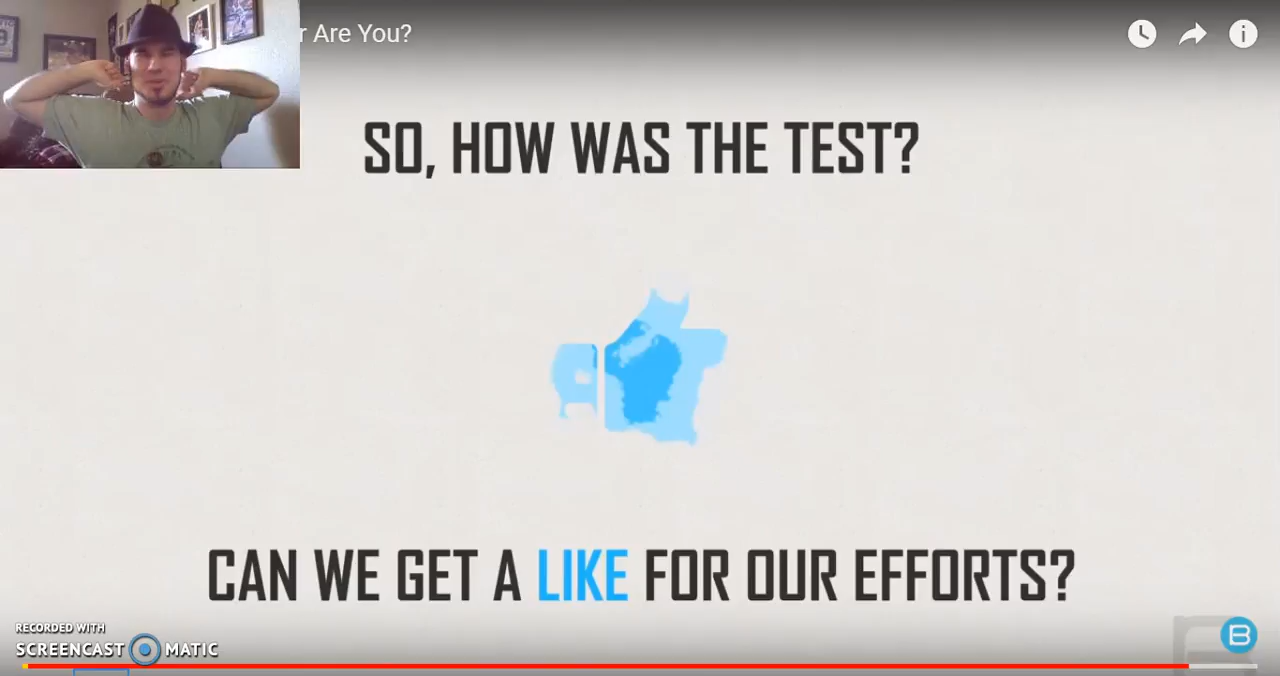 r Are You?
SO, HOW WAS THE TEST?
CAN WE GET A LIKE FOR OUR EFFORTS?
RECORDED WITH
SCREENCAST MATIC
B